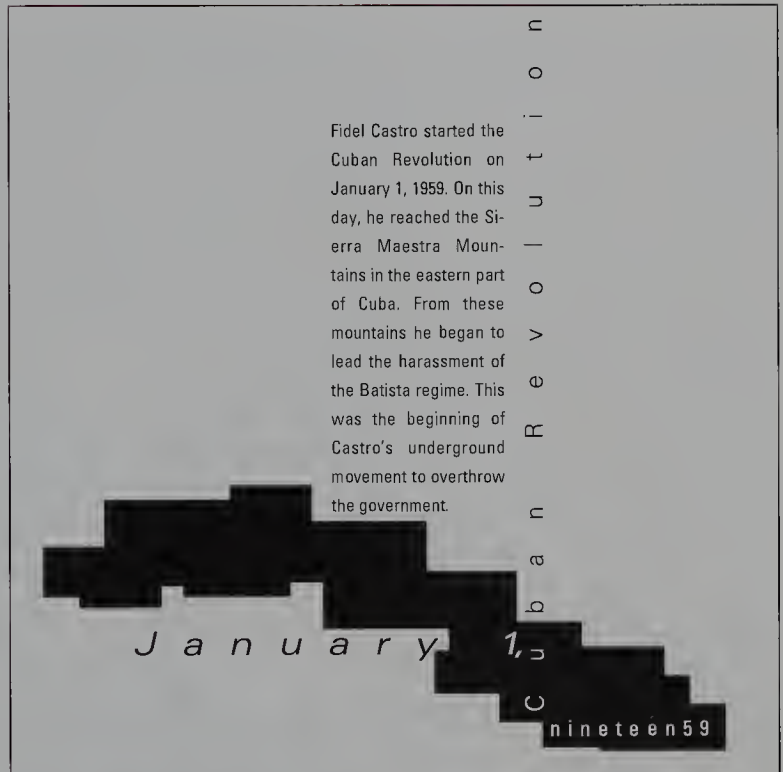 Fidel Castro started the
Cuban Revolution on
January 1, 1959. On this
day, he reached the Si-
erra Maestra Moun-
tains in the eastern part
of Cuba. From these
mountains he began to
lead the harassment of
the Batista regime. This
was the beginning of
Castro's underground
movement to overthrow
the government.
Cuban Revolution
January 1,
nineteen59